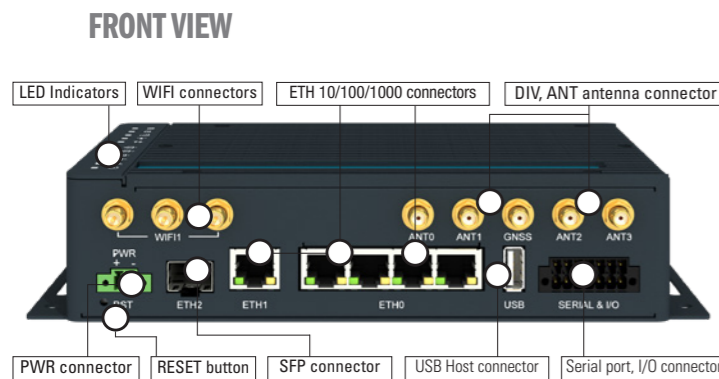 FRONT VIEW
LED Indicators
WIFI connectors
ETH 10/100/1000 connectors
DIV, ANT antenna connector
WIFI1
ANT0
ANT1
GNSS
ANT2
ANT3
PWR
+ -
RST
ETH2
ETH1
ETH0
USB
SERIAL & I/O
PWR connector
RESET button
SFP connector
USB Host connector
Serial port, I/O connector